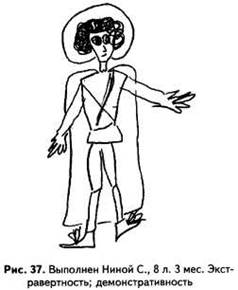 Рис. 37. Выполнен Ниной С., 8 л. 3 мес. Экст-
равертность; демонстративность